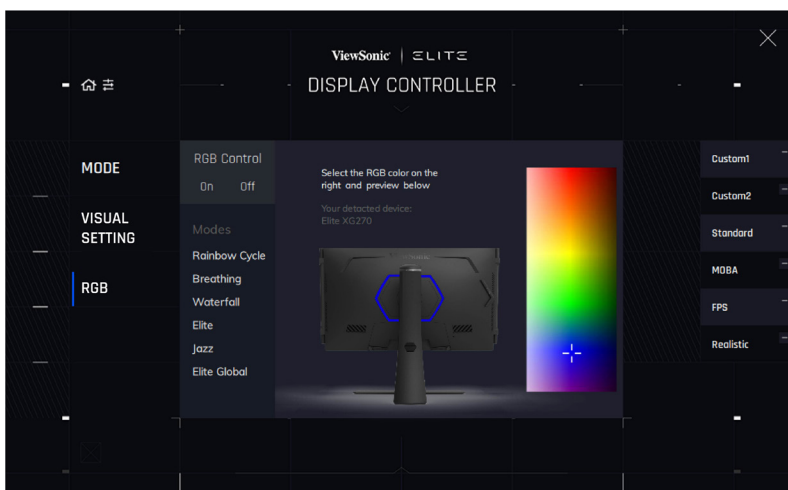 ViewSonic | ELITE
DISPLAY CONTROLLER
MODE
VISUAL
SETTING
RGB
RGB Control
On Off
Modes
Rainbow Cycle
Breathing
Waterfall
Elite
Jazz
Elite Global
Select the RGB color on the
right and preview below
Your detacted device:
Elite XG270
Custom1
Custom2
Standard
MOBA
FPS
Realistic